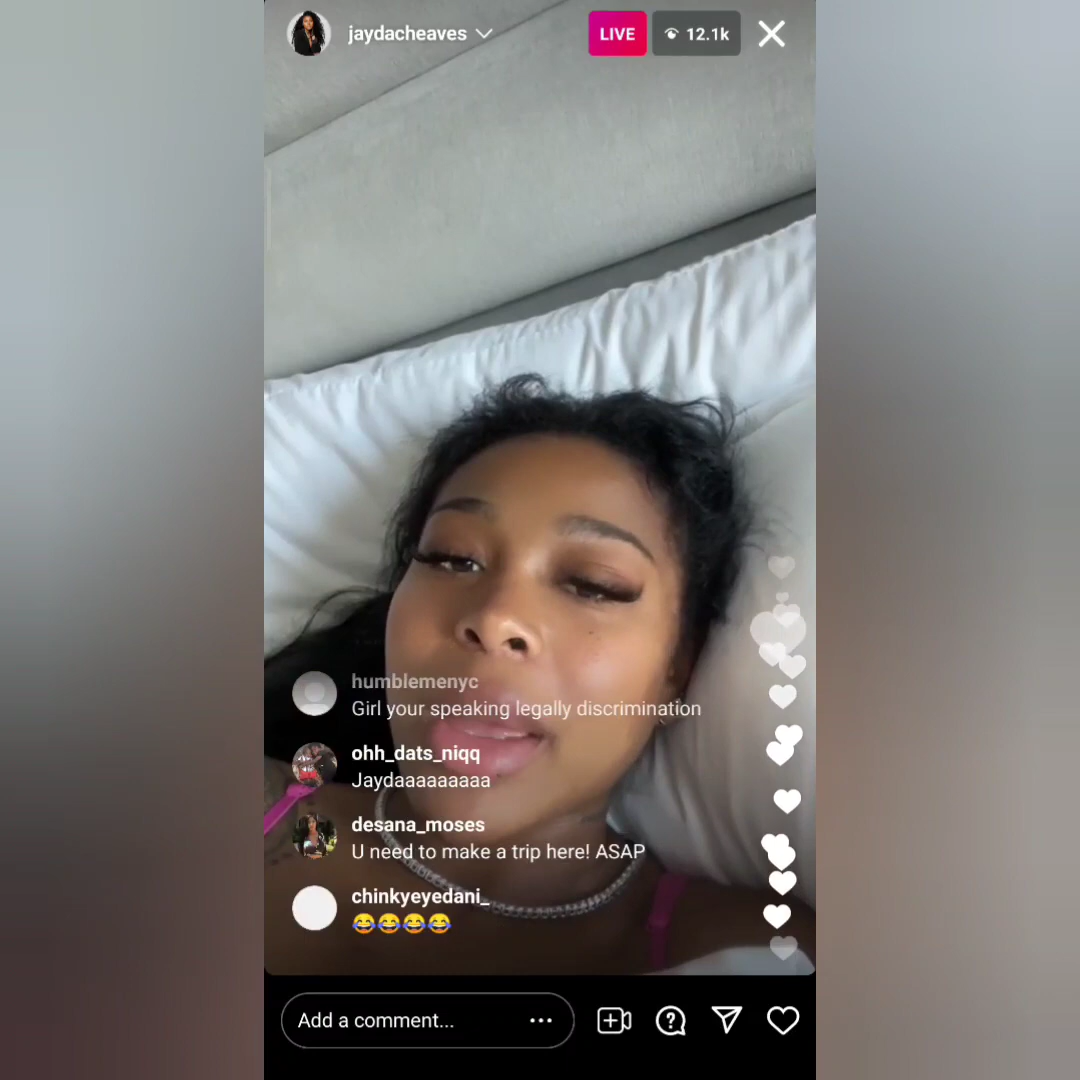 jaydacheaves
LIVE
12.1k
humblemenyc
Girl your speaking legally discrimination
ohh_dats_niqq
Jaydaaaaaaaaa
desana_moses
U need to make a trip here! ASAP
chinkyeyedani_
😂😂😂😂
Add a comment...